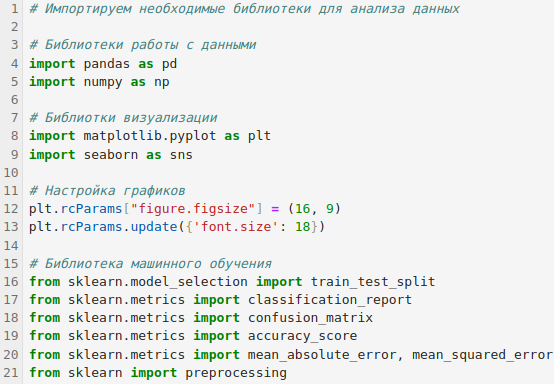 1 # Импортируем необходимые библиотеки для анализа данных
2
3 # Библиотеки работы с данными
4 import pandas as pd
5 import numpy as np
6
7 # Библиотки визуализации
8 import matplotlib.pyplot as plt
9 import seaborn as sns
10
11 # Настройка графиков
12 plt.rcParams["figure.figsize"] = (16, 9)
13 plt.rcParams.update({'font.size': 18})
14
15 # Библиотека машинного обучения
16 from sklearn.model_selection import train_test_split
17 from sklearn.metrics import classification_report
18 from sklearn.metrics import confusion_matrix
19 from sklearn.metrics import accuracy_score
20 from sklearn.metrics import mean_absolute_error, mean_squared_error
21 from sklearn import preprocessing